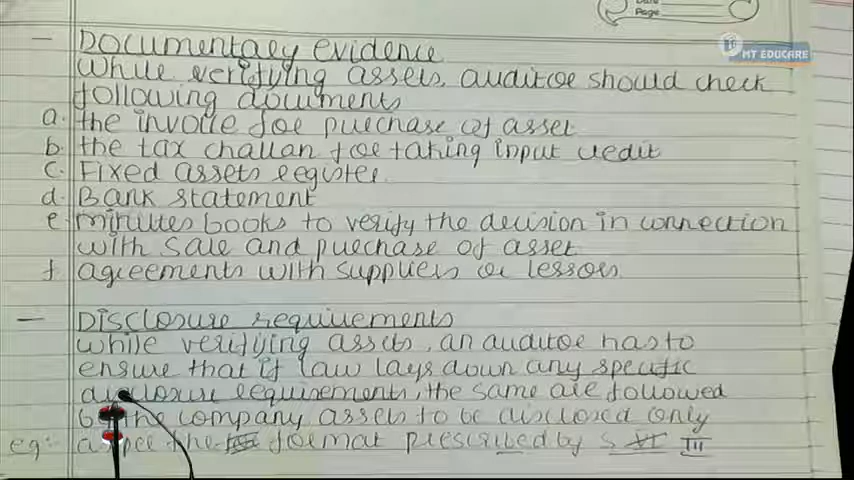 Date
Page
MT EDUCARE
- Documentary evidence
While verifying assets, auditor should check
following documents
a. the invoice for purchase of asset
b. the tax challan for taking input credit
c. Fixed assets register
d. Bank statement
e. minutes books to verify the decision in connection
with sale and purchase of asset
f. agreements with suppliers or lessors
- Disclosure requirements
while verifying assets, an auditor has to
ensure that if law lays down any specific
disclosure requirements, the same are followed
by the company assets to be disclosed only
eg:- as per the format prescribed by S III